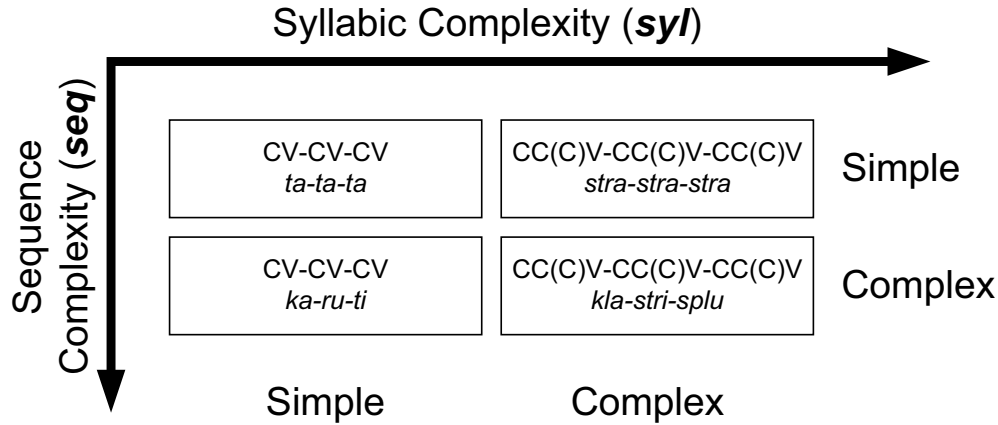 Syllabic Complexity (syl)
Sequence
Complexity (seq)
CV-CV-CV
ta-ta-ta
CC(C)V-CC(C)V-CC(C)V
stra-stra-stra
Simple
CV-CV-CV
ka-ru-ti
CC(C)V-CC(C)V-CC(C)V
kla-stri-splu
Complex
Simple
Complex